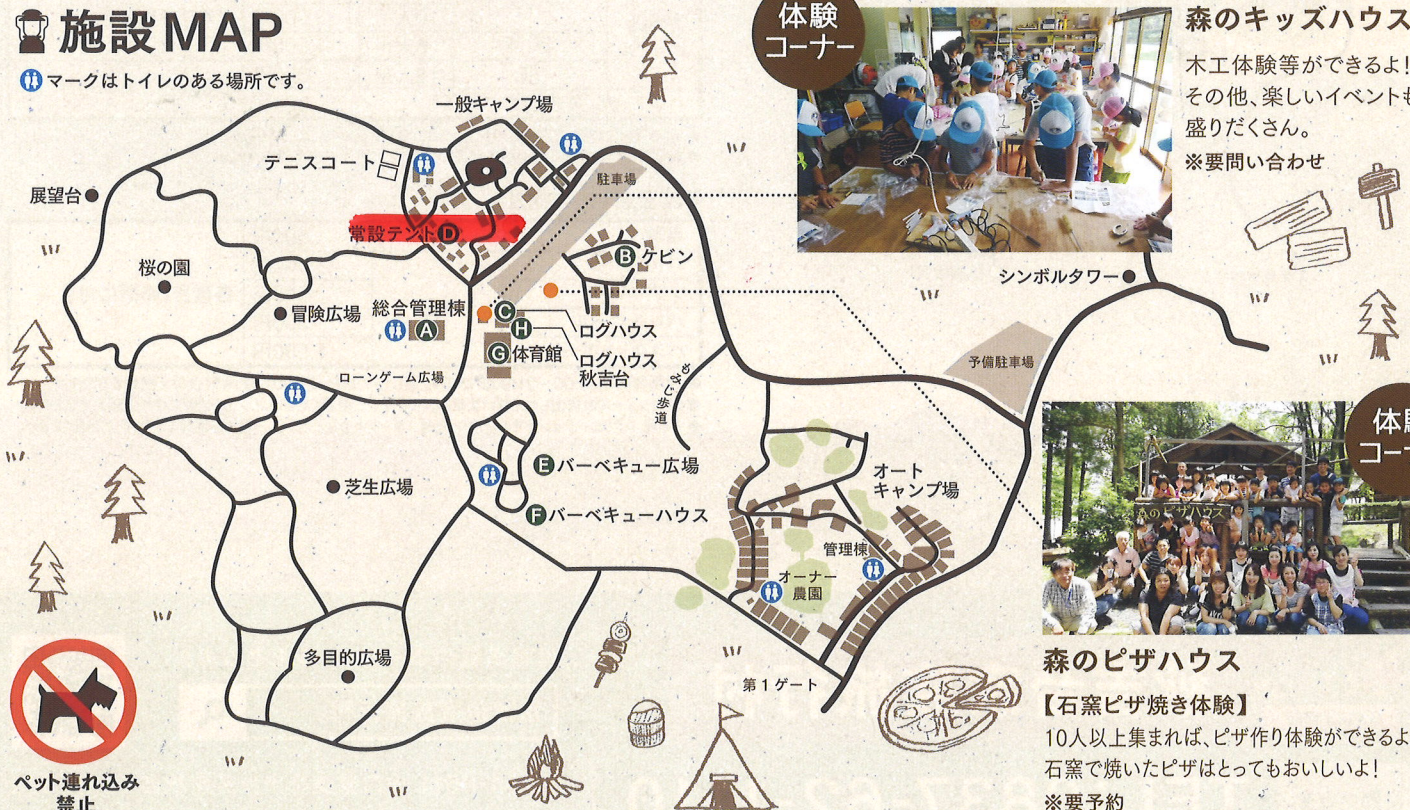 施設MAP
マークはトイレのある場所です。
体験
コーナー
森のキッズハウス
木工体験等ができるよ!
その他、楽しいイベントも
盛りだくさん。
※要問い合わせ
一般キャンプ場
テニスコート
駐車場
展望台
常設テントD
B ケビン
桜の園
シンボルタワー
冒険広場
総合管理棟
A
C
H
ログハウス
G 体育館
ログハウス
秋吉台
予備駐車場
ローンゲーム広場
もみじ歩道
体験
コーナー
E バーベキュー広場
オート
キャンプ場
芝生広場
F バーベキューハウス
森のピザハウス
管理棟
オーナー
農園
多目的広場
第1ゲート
森のピザハウス
【石窯ピザ焼き体験】
10人以上集まれば、ピザ作り体験ができるよ
石窯で焼いたピザはとってもおいしいよ!
※要予約
ペット連れ込み
禁止